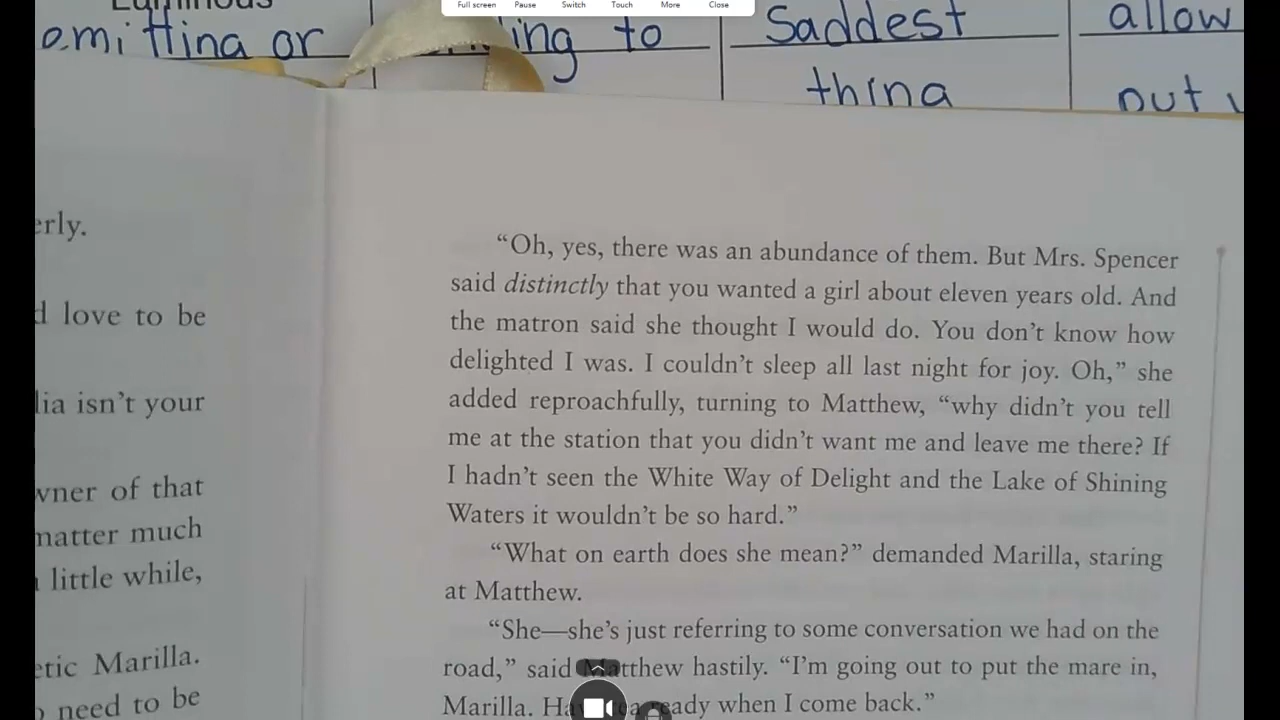 Full screen Pause Switch Touch More Close
Luminous
emitting or
ing to
Saddest
thing
allow
out
erly.
d love to be
lia isn't your
wner of that
matter much
little while,
etic Marilla.
need to be
“Oh, yes, there was an abundance of them. But Mrs. Spencer
said distinctly that you wanted a girl about eleven years old. And
the matron said she thought I would do. You don't know how
delighted I was. I couldn't sleep all last night for joy. Oh,” she
added reproachfully, turning to Matthew, “why didn't you tell
me at the station that you didn't want me and leave me there? If
I hadn't seen the White Way of Delight and the Lake of Shining
Waters it wouldn't be so hard.”
“What on earth does she mean?” demanded Marilla, staring
at Matthew.
“She—she's just referring to some conversation we had on the
road,” said Matthew hastily. “I'm going out to put the mare in,
Marilla. Have tea ready when I come back.”